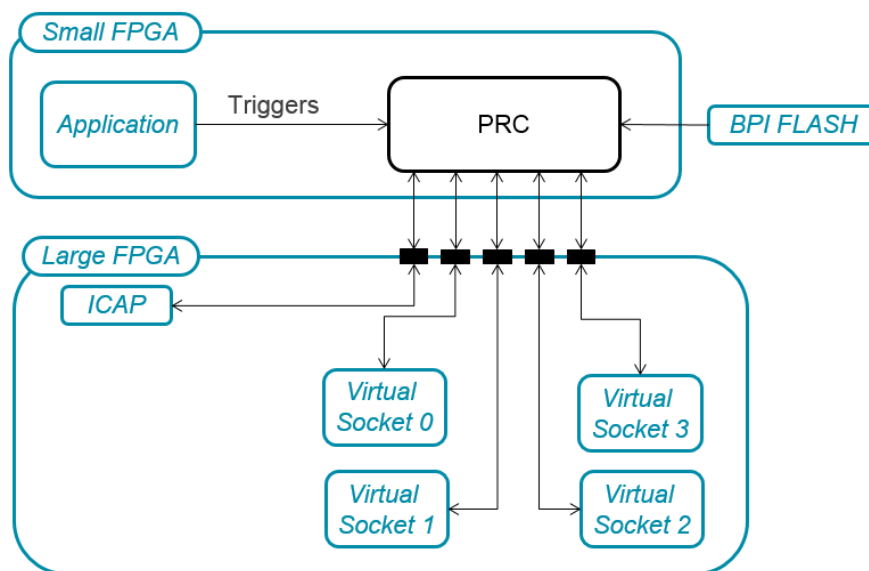 Small FPGA
Application
Triggers
PRC
BPI FLASH
Large FPGA
ICAP
Virtual
Socket 0
Virtual
Socket 3
Virtual
Socket 1
Virtual
Socket 2